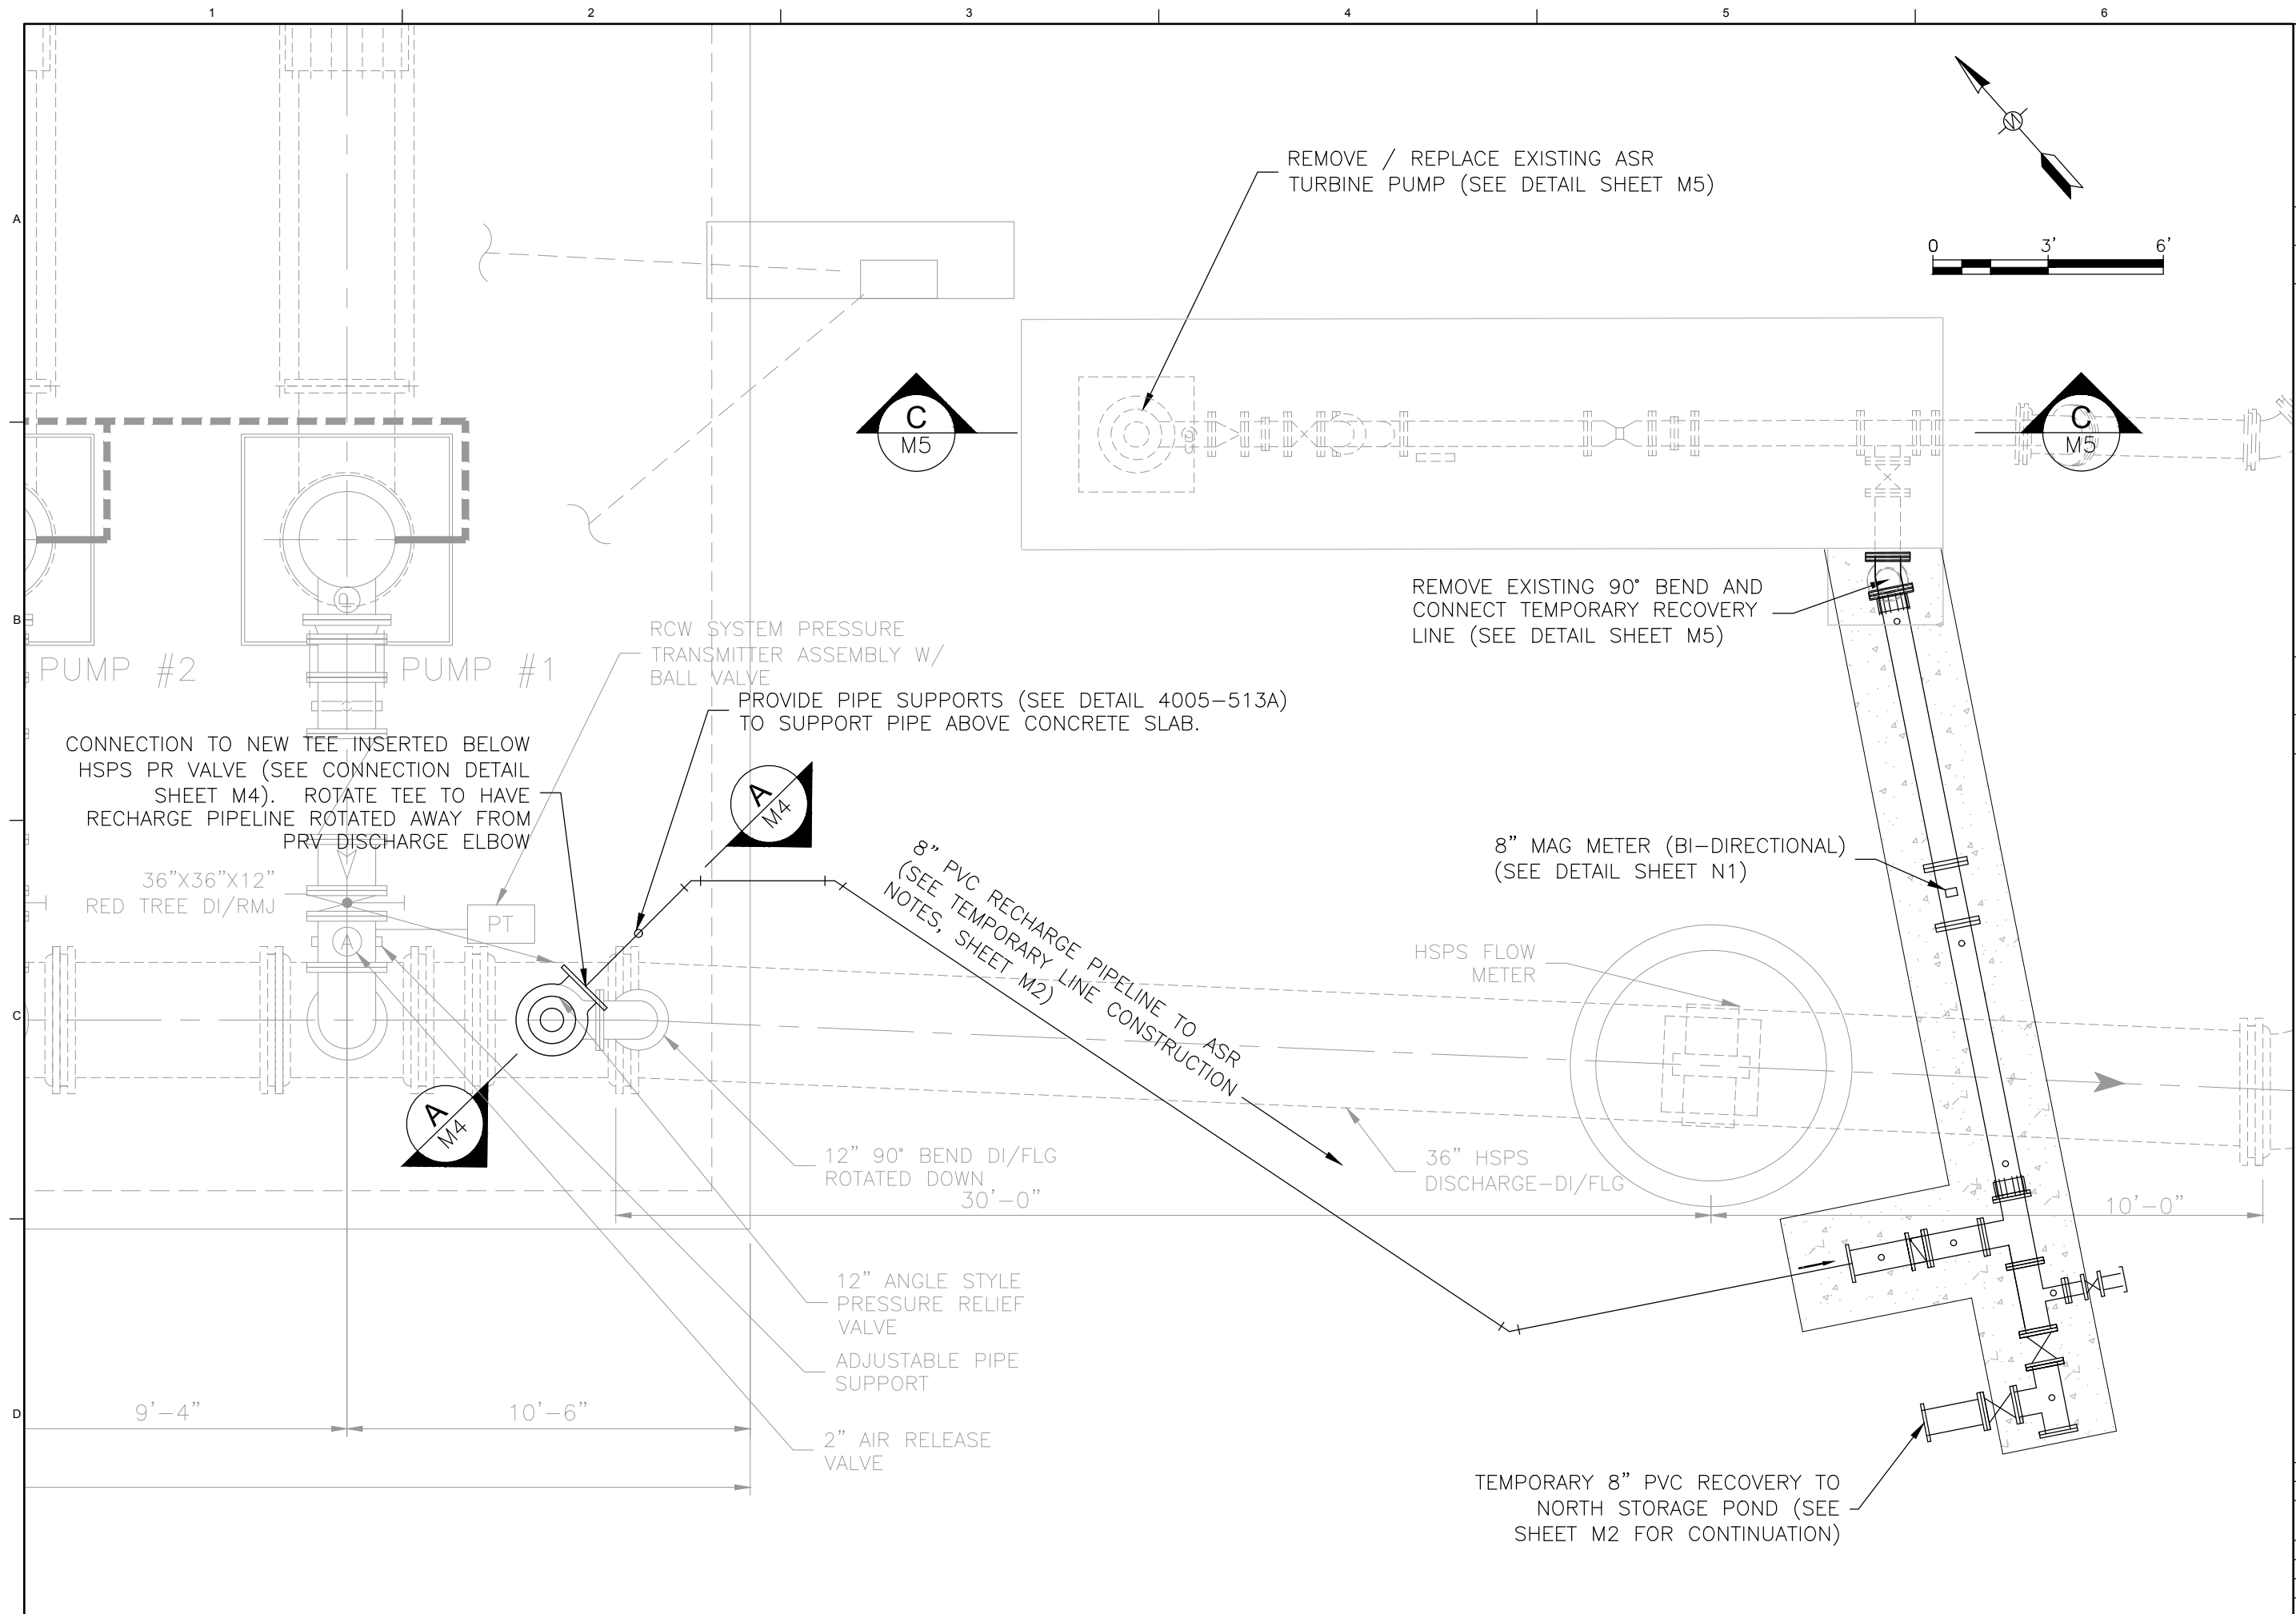 1
2
3
4
5
6
A
B
C
D
N
0 3' 6'
REMOVE / REPLACE EXISTING ASR
TURBINE PUMP (SEE DETAIL SHEET M5)
C
M5
C
M5
REMOVE EXISTING 90° BEND AND
CONNECT TEMPORARY RECOVERY
LINE (SEE DETAIL SHEET M5)
RCW SYSTEM PRESSURE
TRANSMITTER ASSEMBLY W/
BALL VALVE
PUMP #2
PUMP #1
PROVIDE PIPE SUPPORTS (SEE DETAIL 4005-513A)
TO SUPPORT PIPE ABOVE CONCRETE SLAB.
CONNECTION TO NEW TEE INSERTED BELOW
HSPS PR VALVE (SEE CONNECTION DETAIL
SHEET M4). ROTATE TEE TO HAVE
RECHARGE PIPELINE ROTATED AWAY FROM
PRV DISCHARGE ELBOW
A
M4
8" PVC RECHARGE PIPELINE TO ASR
(SEE TEMPORARY LINE CONSTRUCTION
NOTES, SHEET M2)
8" MAG METER (BI-DIRECTIONAL)
(SEE DETAIL SHEET N1)
36"X36"X12"
RED TREE DI/RMJ
PT
A
HSPS FLOW
METER
A
M4
12" 90° BEND DI/FLG
ROTATED DOWN
36" HSPS
DISCHARGE-DI/FLG
30'-0"
10'-0"
12" ANGLE STYLE
PRESSURE RELIEF
VALVE
ADJUSTABLE PIPE
SUPPORT
9'-4"
10'-6"
2" AIR RELEASE
VALVE
TEMPORARY 8" PVC RECOVERY TO
NORTH STORAGE POND (SEE
SHEET M2 FOR CONTINUATION)